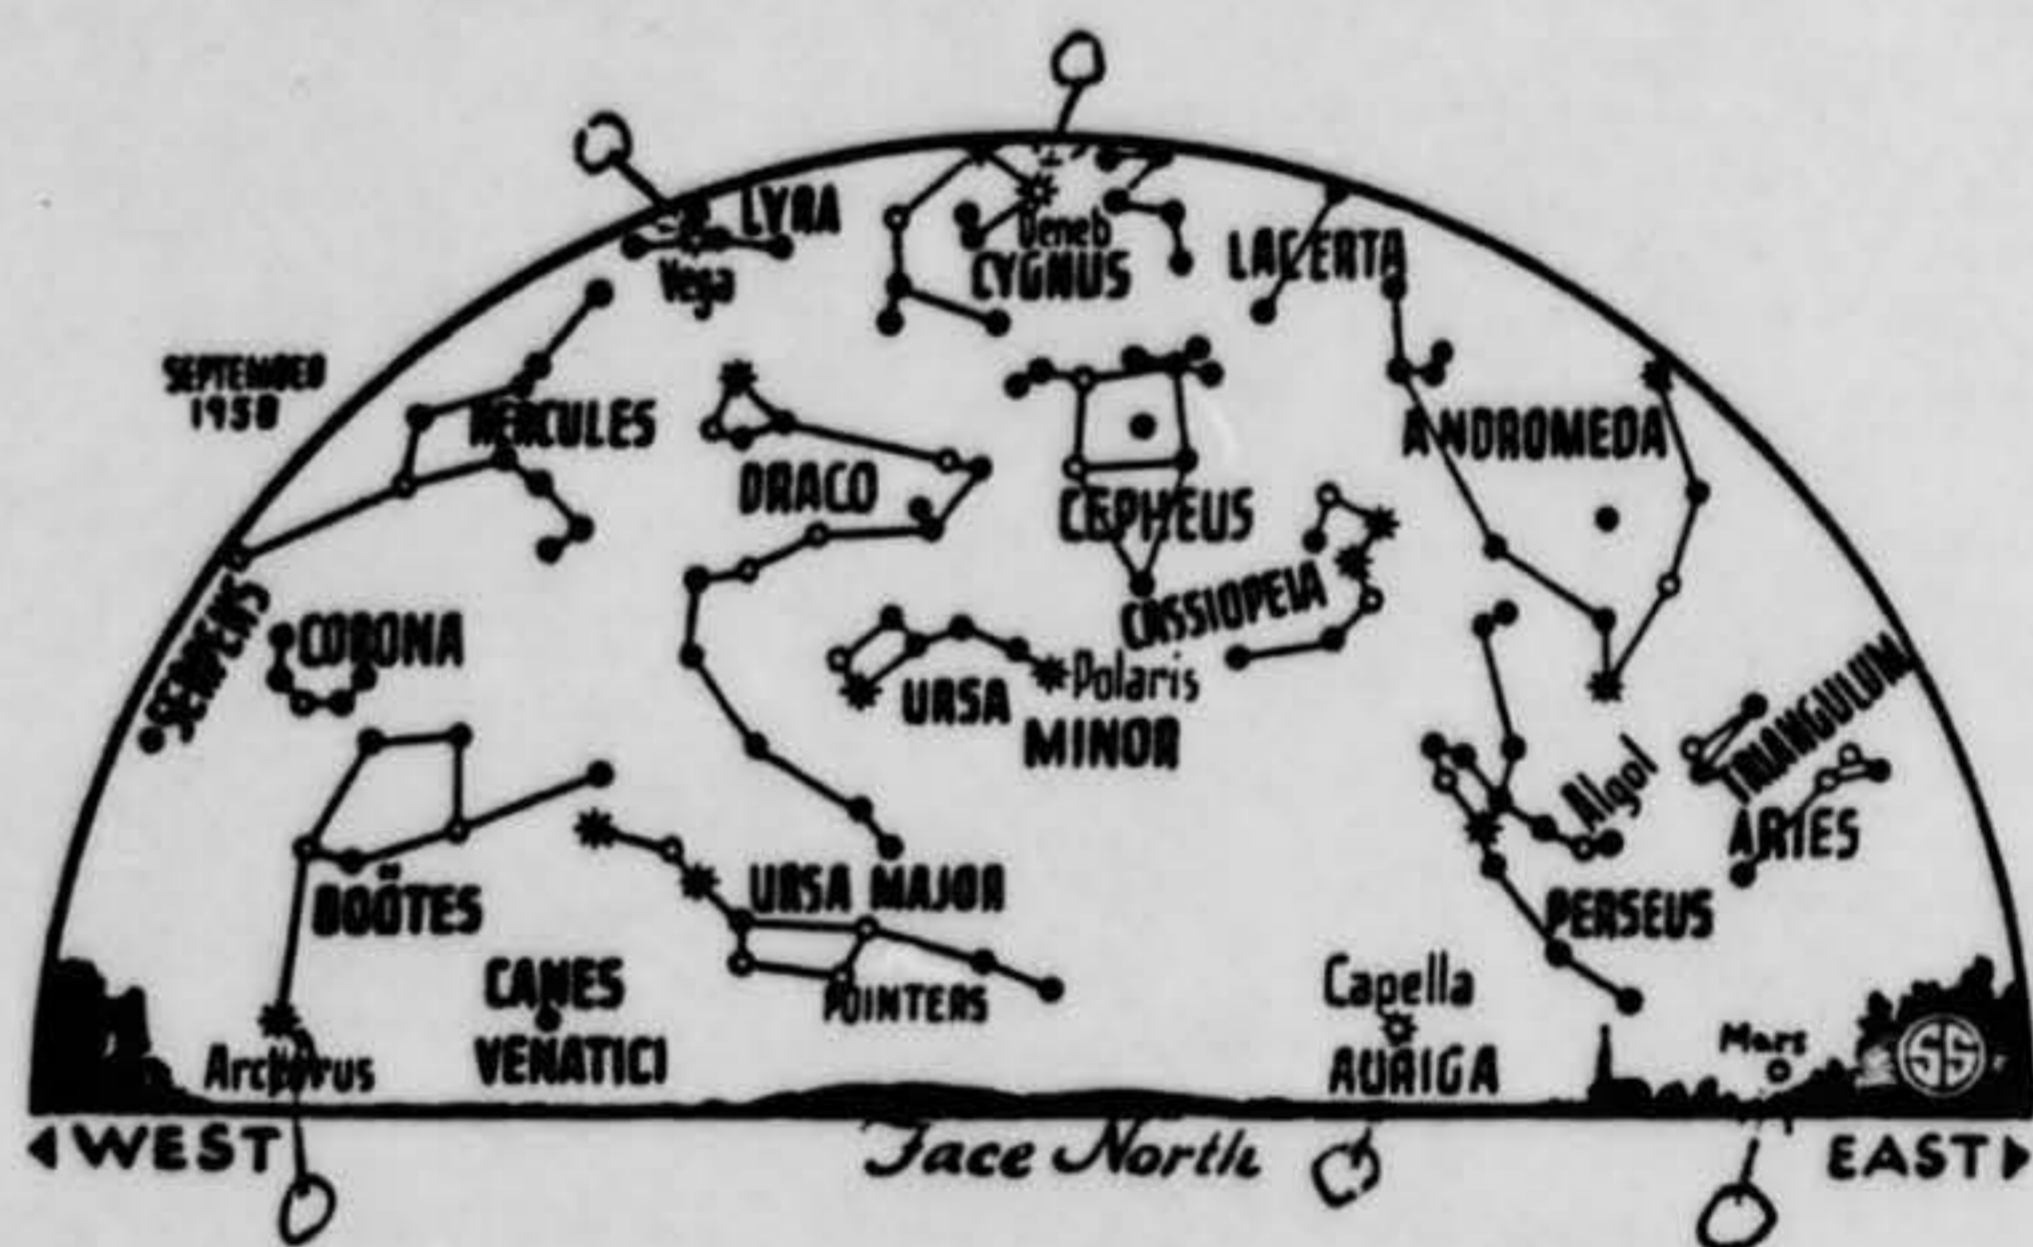 LYRA
Deneb
CYGNUS
LACERTA
Vega
SEPTEMBER
1958
HERCULES
ANDROMEDA
DRACO
CEPHEUS
CASSIOPEIA
SERPENS
CORONA
Polaris
URSA
MINOR
TRIANGULUM
Algol
ARIES
BOÖTES
URSA MAJOR
PERSEUS
CANES
VENATICI
POINTERS
Capella
AURIGA
Mars
SS
Arcturus
WEST
Face North
EAST